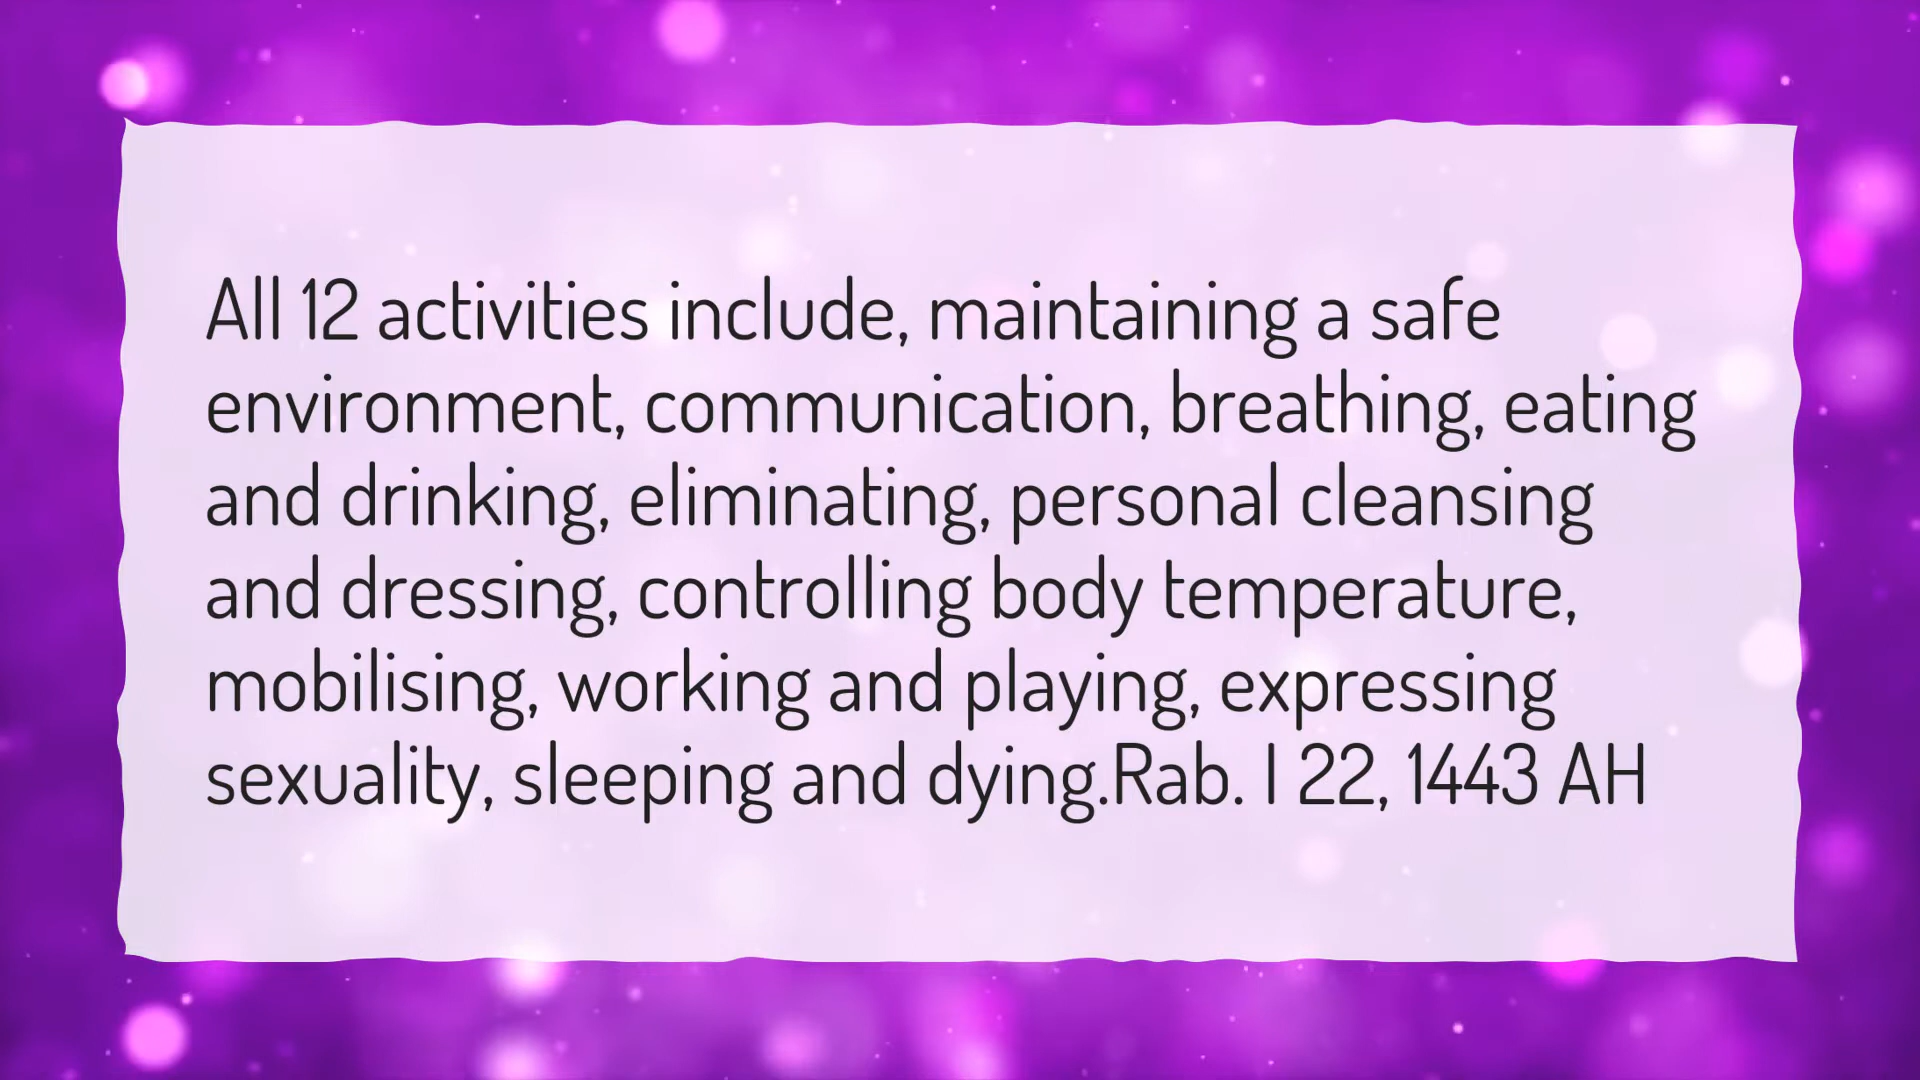 All 12 activities include, maintaining a safe
environment, communication, breathing, eating
and drinking, eliminating, personal cleansing
and dressing, controlling body temperature,
mobilising, working and playing, expressing
sexuality, sleeping and dying.Rab. I 22, 1443 AH